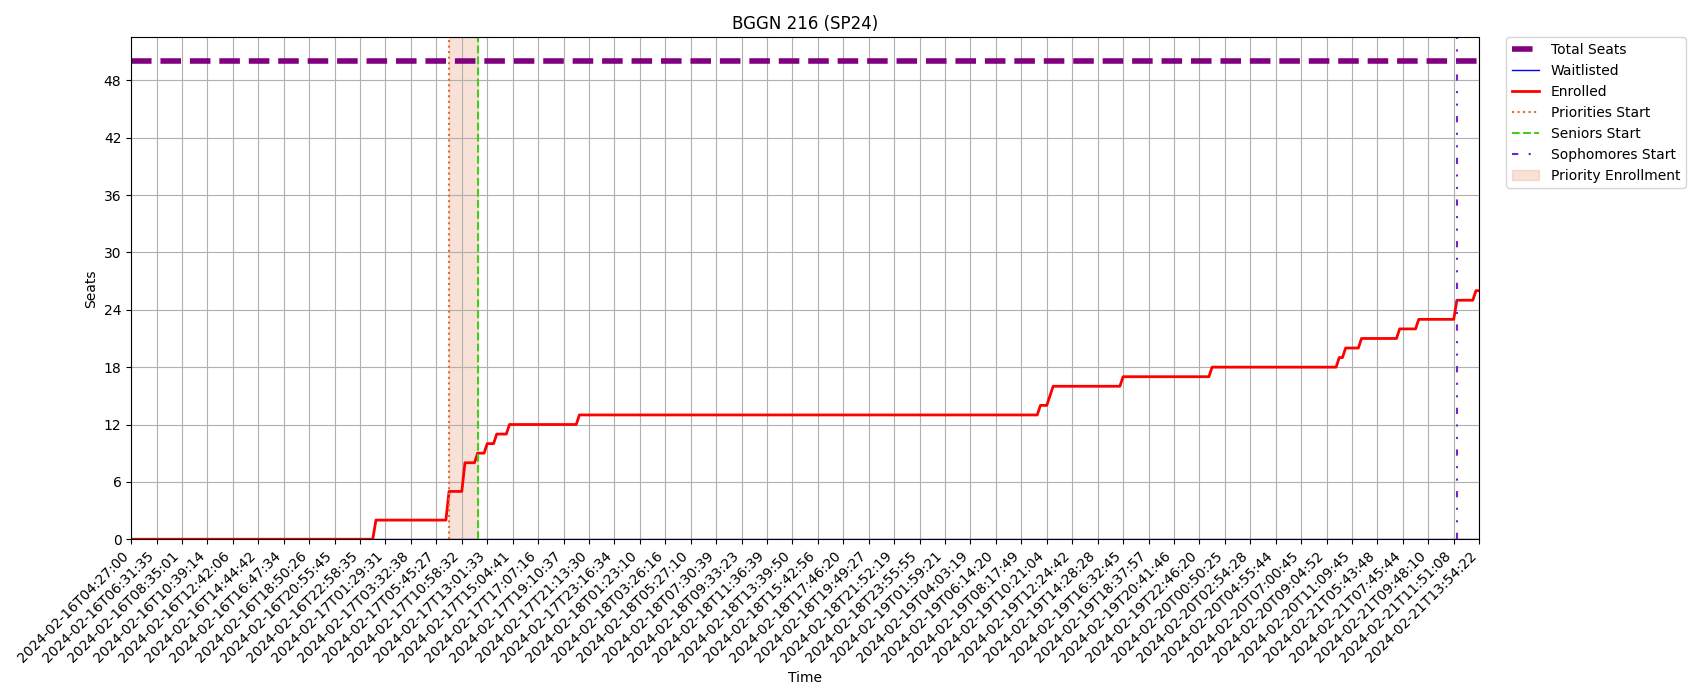 BGGN 216 (SP24)
Total Seats
Waitlisted
Enrolled
Priorities Start
Seniors Start
Sophomores Start
Priority Enrollment
Seats
48
42
36
30
24
18
12
6
0
2024-02-16T04:27:00
2024-02-16T06:31:35
2024-02-16T08:35:01
2024-02-16T10:39:14
2024-02-16T12:42:06
2024-02-16T14:44:42
2024-02-16T16:47:34
2024-02-16T18:50:26
2024-02-16T20:55:45
2024-02-16T22:58:35
2024-02-17T01:29:31
2024-02-17T03:32:38
2024-02-17T05:45:27
2024-02-17T10:58:32
2024-02-17T13:01:33
2024-02-17T15:04:41
2024-02-17T17:07:16
2024-02-17T19:10:37
2024-02-17T21:13:30
2024-02-17T23:16:34
2024-02-18T01:23:10
2024-02-18T03:26:16
2024-02-18T05:27:10
2024-02-18T07:30:39
2024-02-18T09:33:23
2024-02-18T11:36:39
2024-02-18T13:39:50
2024-02-18T15:42:56
2024-02-18T17:46:20
2024-02-18T19:49:27
2024-02-18T21:52:19
2024-02-18T23:55:55
2024-02-19T01:59:21
2024-02-19T04:03:19
2024-02-19T06:14:20
2024-02-19T08:17:49
2024-02-19T10:21:04
2024-02-19T12:24:42
2024-02-19T14:28:28
2024-02-19T16:32:45
2024-02-19T18:37:57
2024-02-19T20:41:46
2024-02-19T22:46:20
2024-02-20T00:50:25
2024-02-20T02:54:28
2024-02-20T04:55:44
2024-02-20T07:00:45
2024-02-20T09:04:52
2024-02-20T11:09:45
2024-02-21T05:43:48
2024-02-21T07:45:44
2024-02-21T09:48:10
2024-02-21T11:51:08
2024-02-21T13:54:22
Time